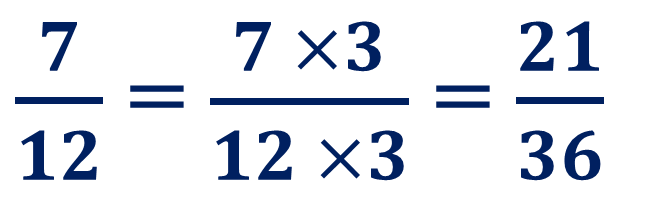 7/12 = 7 ×3/12 ×3 = 21/36